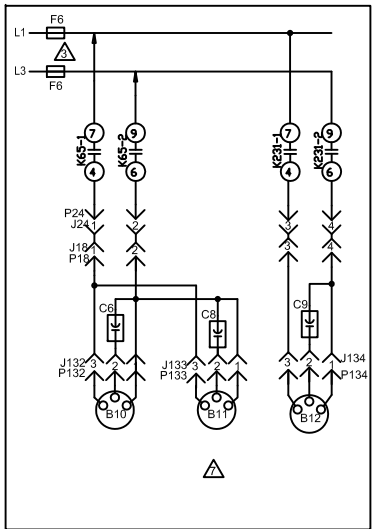 F6
L1
3
L3
F6
7 9 7 9
K65-1 K65-2 K231-1 K231-2
4 6 4 6
P24
J24 1 2 3 4
J18 1 2 3 4
P18
C6 C8 C9
J132 3 2 1 J133 3 2 1 3 2 1 J134
P132 P133 P134
B10 B11 B12
7